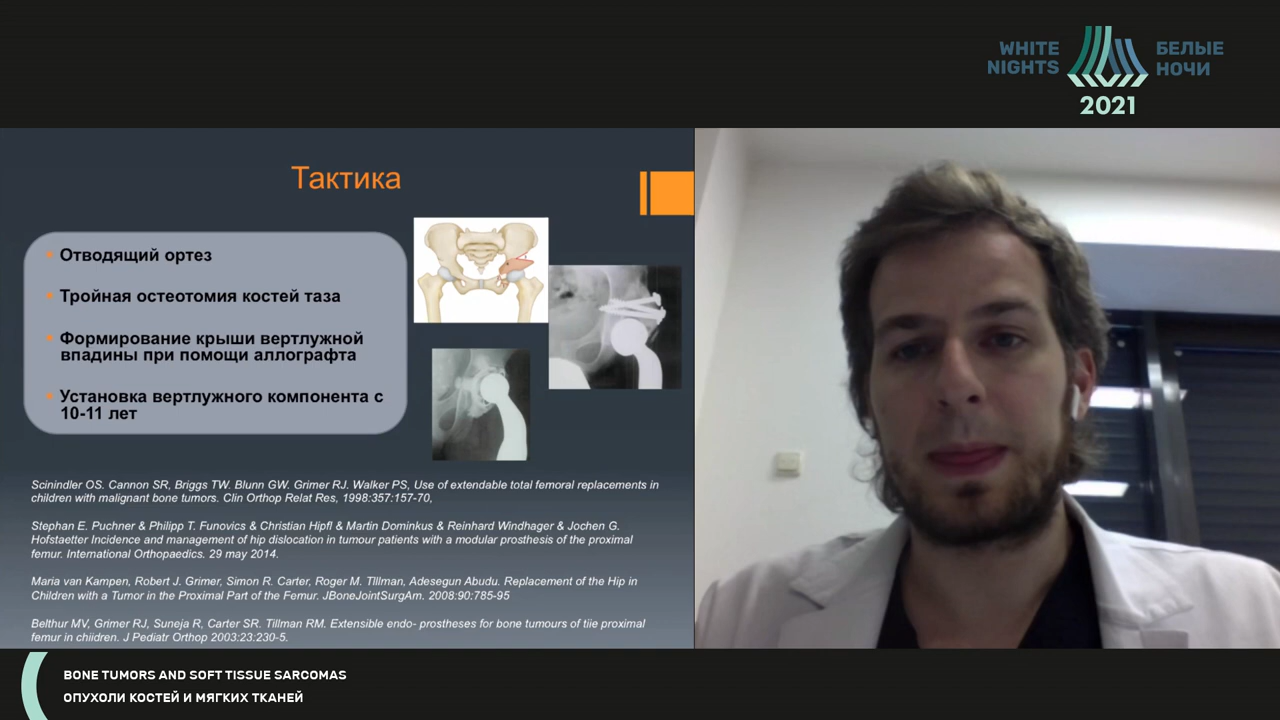 WHITE
NIGHTS
БЕЛЫЕ
НОЧИ
2021
Тактика
Отводящий ортез
Тройная остеотомия костей таза
Формирование крыши вертлужной
впадины при помощи аллографта
Установка вертлужного компонента с
10-11 лет
Scinindler OS. Cannon SR, Briggs TW. Blunn GW. Grimer RJ. Walker PS, Use of extendable total femoral replacements in
children with malignant bone tumors. Clin Orthop Relat Res, 1998:357:157-70,
Stephan E. Puchner & Philipp T. Funovics & Christian Hipfl & Martin Dominkus & Reinhard Windhager & Jochen G.
Hofstaetter Incidence and management of hip dislocation in tumour patients with a modular prosthesis of the proximal
femur. International Orthopaedics. 29 may 2014.
Maria van Kampen, Robert J. Grimer, Simon R. Carter, Roger M. TIllman, Adesegun Abudu. Replacement of the Hip in
Children with a Tumor in the Proximal Part of the Femur. JBoneJointSurgAm. 2008:90:785-95
Belthur MV, Grimer RJ, Suneja R, Carter SR. Tillman RM. Extensible endo- prostheses for bone tumours of tiie proximal
femur in chiidren. J Pediatr Orthop 2003:23:230-5.
BONE TUMORS AND SOFT TISSUE SARCOMAS
ОПУХОЛИ КОСТЕЙ И МЯГКИХ ТКАНЕЙ